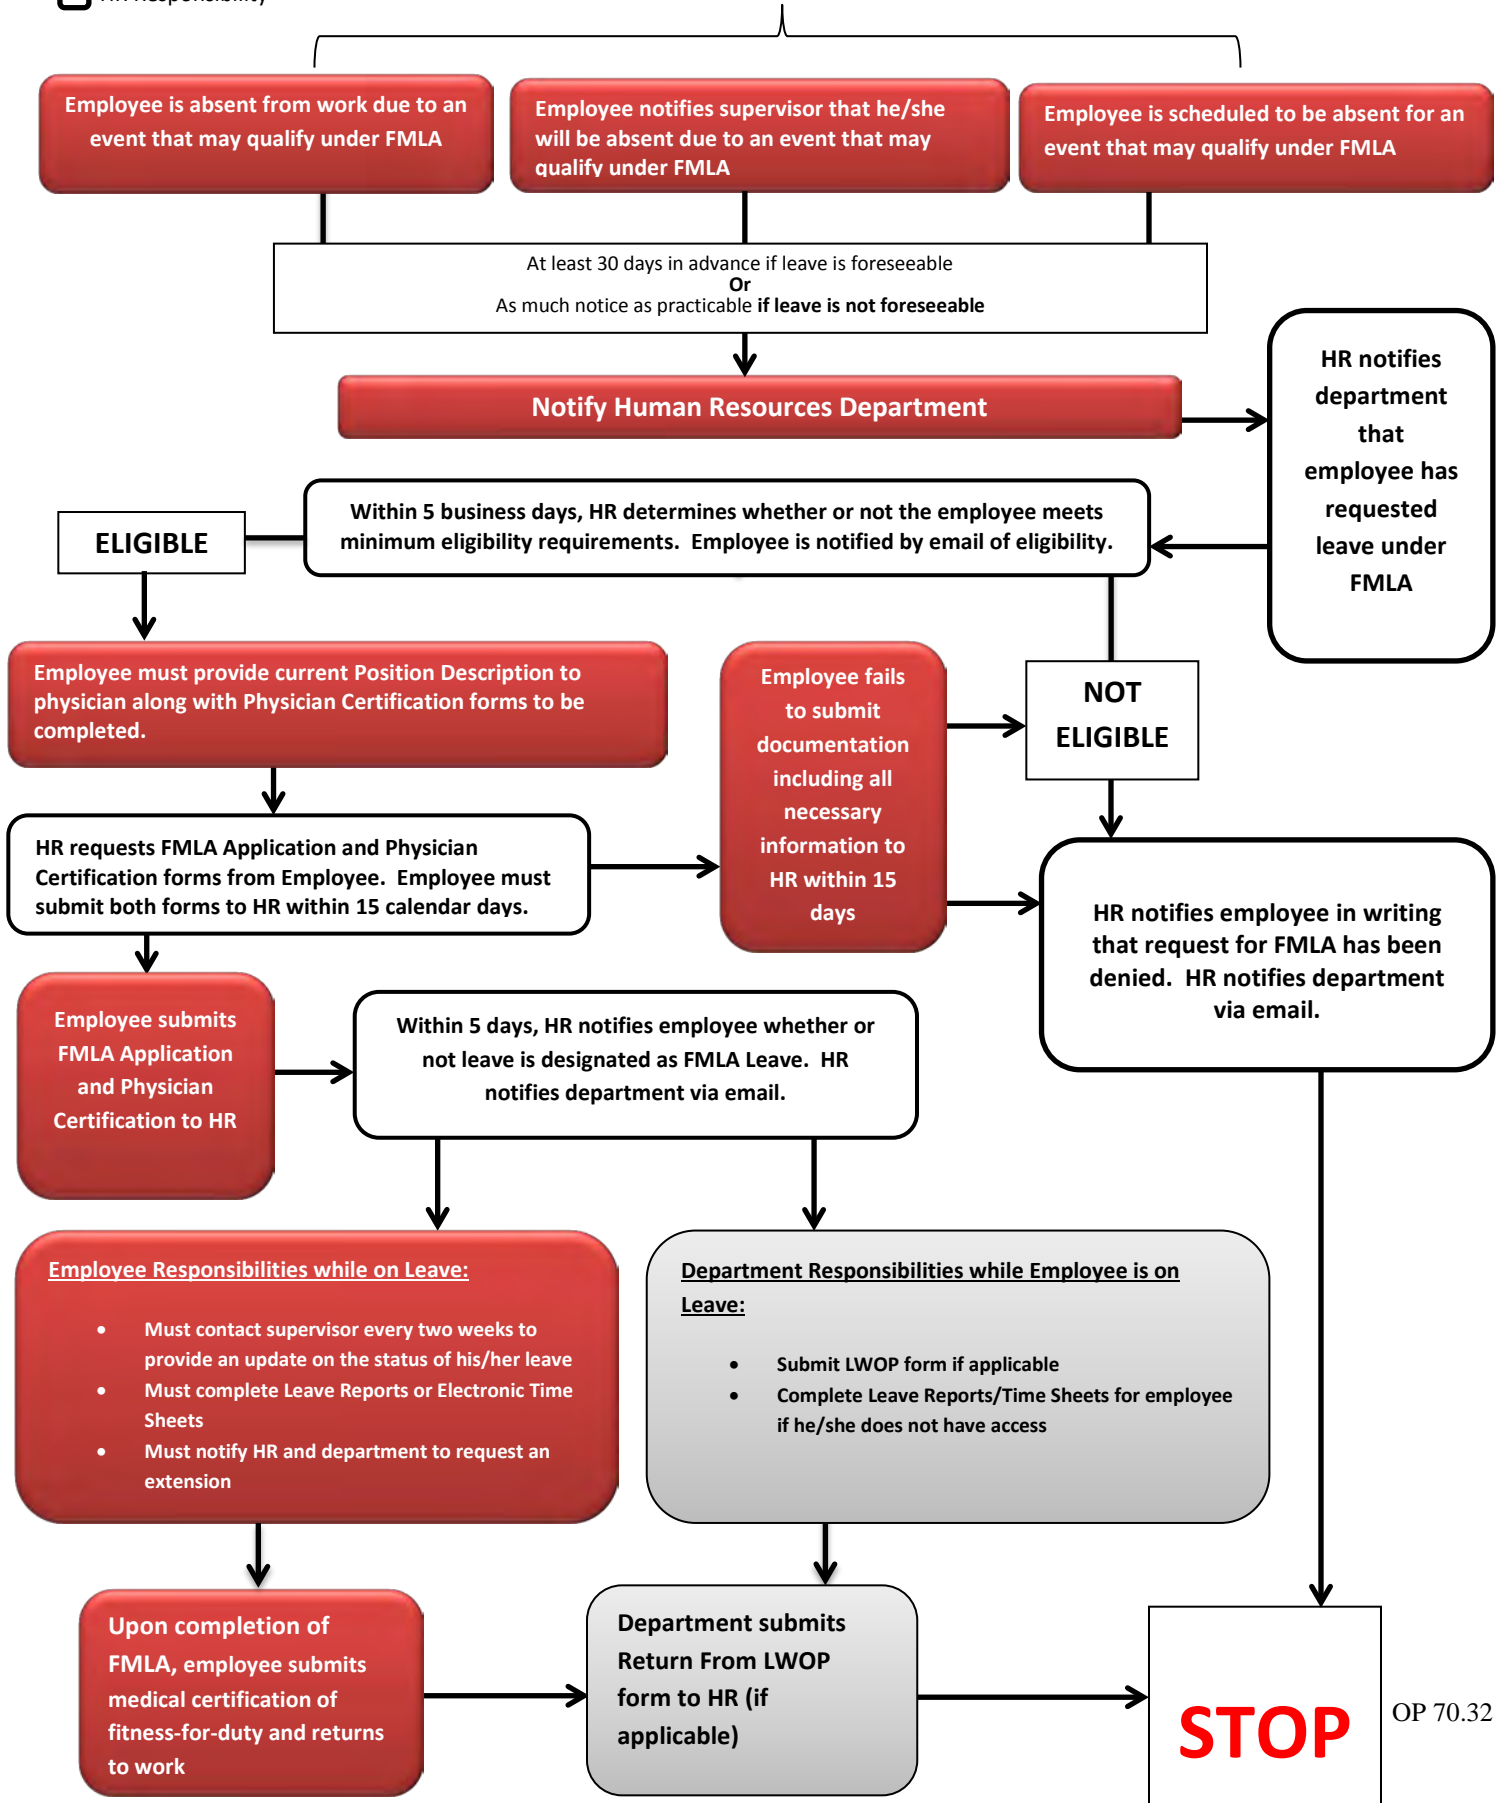 HR Responsibility
Employee is absent from work due to an
event that may qualify under FMLA
Employee notifies supervisor that he/she
will be absent due to an event that may
qualify under FMLA
Employee is scheduled to be absent for an
event that may qualify under FMLA
At least 30 days in advance if leave is foreseeable
Or
As much notice as practicable if leave is not foreseeable
Notify Human Resources Department
HR notifies
department
that
employee has
requested
leave under
FMLA
Within 5 business days, HR determines whether or not the employee meets
minimum eligibility requirements.  Employee is notified by email of eligibility.
ELIGIBLE
Employee must provide current Position Description to
physician along with Physician Certification forms to be
completed.
Employee fails
to submit
documentation
including all
necessary
information to
HR within 15
days
NOT
ELIGIBLE
HR requests FMLA Application and Physician
Certification forms from Employee.  Employee must
submit both forms to HR within 15 calendar days.
HR notifies employee in writing
that request for FMLA has been
denied.  HR notifies department
via email.
Employee submits
FMLA Application
and Physician
Certification to HR
Within 5 days, HR notifies employee whether or
not leave is designated as FMLA Leave.  HR
notifies department via email.
Employee Responsibilities while on Leave:
• Must contact supervisor every two weeks to
provide an update on the status of his/her leave
• Must complete Leave Reports or Electronic Time
Sheets
• Must notify HR and department to request an
extension
Department Responsibilities while Employee is on
Leave:
• Submit LWOP form if applicable
• Complete Leave Reports/Time Sheets for employee
if he/she does not have access
Upon completion of
FMLA, employee submits
medical certification of
fitness-for-duty and returns
to work
Department submits
Return From LWOP
form to HR (if
applicable)
STOP
OP 70.32